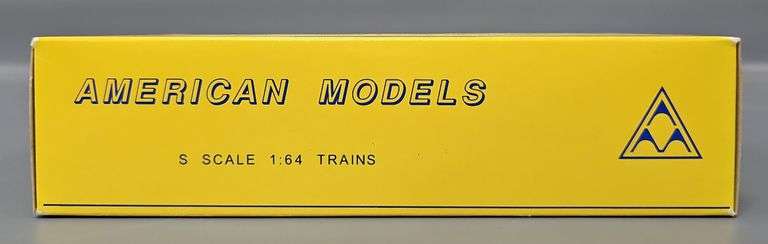 AMERICAN MODELS
S SCALE 1:64 TRAINS